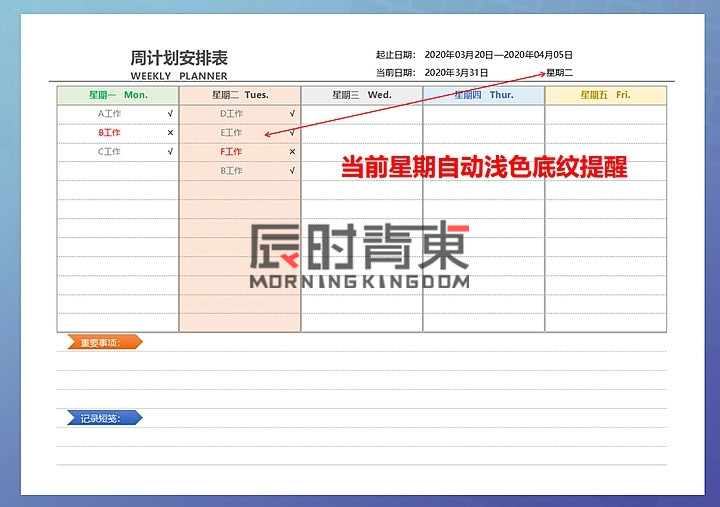 周计划安排表
WEEKLY PLANNER
起止日期： 2020年03月20日—2020年04月05日
当前日期： 2020年3月31日 星期二
星期一 Mon. 星期二 Tues. 星期三 Wed. 星期四 Thur. 星期五 Fri.
A工作 √ D工作 √
B工作 × E工作 √
C工作 √ F工作 ×
B工作 √
当前星期自动浅色底纹提醒
辰时青東
MORNINGKINGDOM
重要事项：
记录短笺：